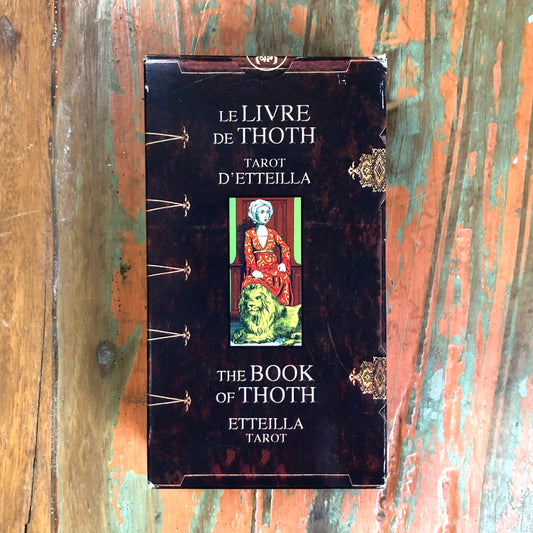 LE LIVRE
DE THOTH
TAROT
D'ETTEILLA
THE BOOK
OF THOTH
ETTEILLA
TAROT